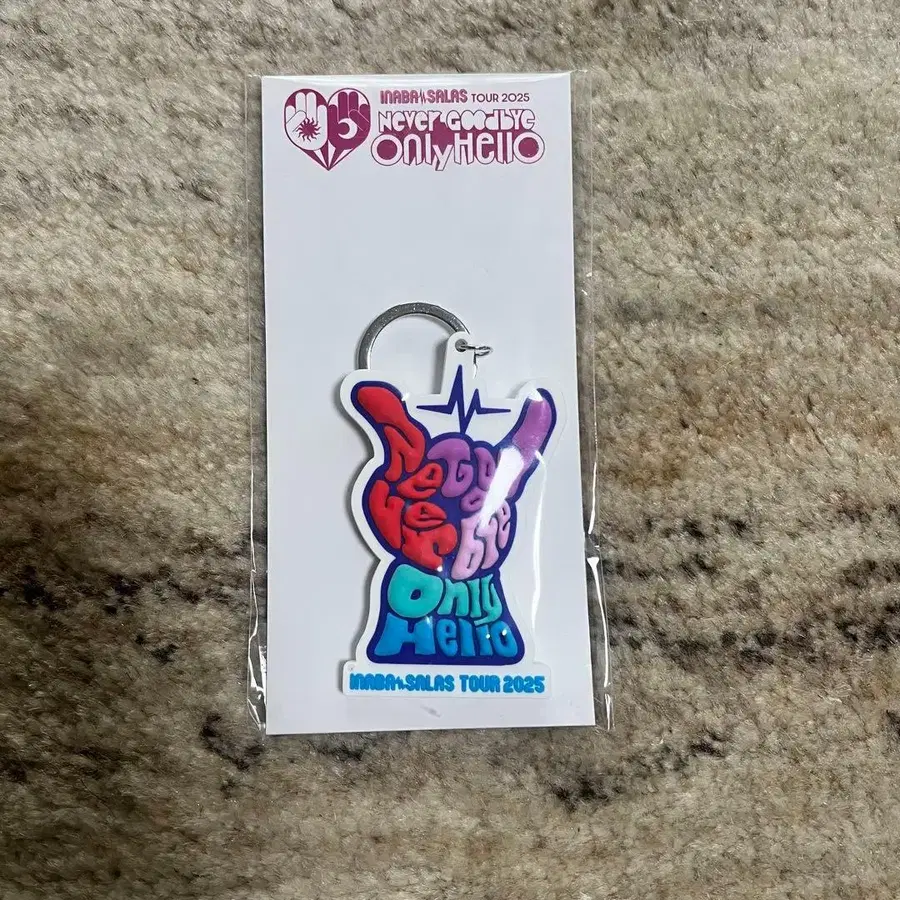 INABA SALAS TOUR 2025
Never Goodbye
Only Hello
Never Goodbye
Only
Hello
INABA SALAS TOUR 2025